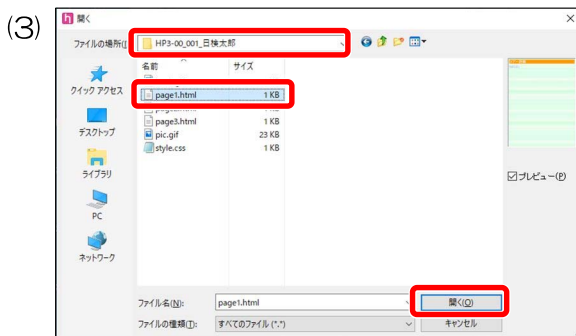 (3)
開く
ファイルの場所(I
HP3-00_001_日検太郎
名前 サイズ
page1.html 1 KB
page3.html 1 KB
pic.gif 23 KB
style.css 1 KB
クイック アクセス
デスクトップ
ライブラリ
PC
ネットワーク
プレビュー(P)
ファイル名(N): page1.html 開く(O)
ファイルの種類(T): すべてのファイル (*.*) キャンセル